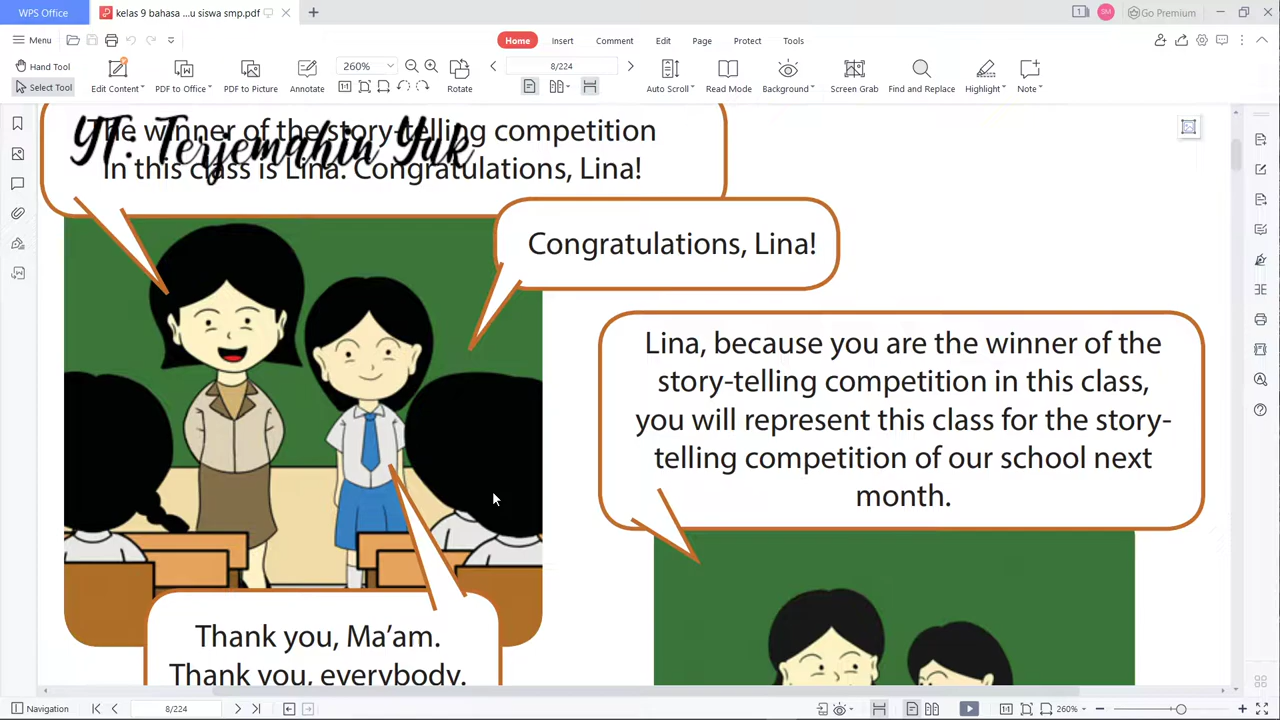 WPS Office
kelas 9 bahasa ...u siswa smp.pdf
SM
Go Premium
Menu
Home
Insert
Comment
Edit
Page
Protect
Tools
Hand Tool
Select Tool
Edit Content
PDF to Office
PDF to Picture
Annotate
260%
Rotate
8/224
Auto Scroll
Read Mode
Background
Screen Grab
Find and Replace
Highlight
Note
YT: Terjemahin Yuk
The winner of the story-telling competition
in this class is Lina. Congratulations, Lina!
Congratulations, Lina!
Lina, because you are the winner of the
story-telling competition in this class,
you will represent this class for the story-
telling competition of our school next
month.
Thank you, Ma’am.
Thank you, everybody.
Navigation
8/224
260%